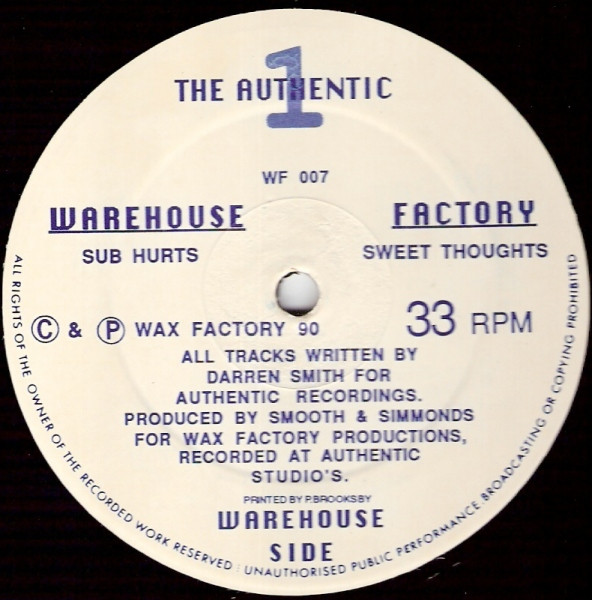 1
THE AUTHENTIC
WF 007
WAREHOUSE FACTORY
SUB HURTS SWEET THOUGHTS
© & ℗ WAX FACTORY 90 33 RPM
ALL TRACKS WRITTEN BY
DARREN SMITH FOR
AUTHENTIC RECORDINGS.
PRODUCED BY SMOOTH & SIMMONDS
FOR WAX FACTORY PRODUCTIONS,
RECORDED AT AUTHENTIC
STUDIO'S.
PRINTED BY P.BROOKSBY
WAREHOUSE
SIDE
ALL RIGHTS OF THE OWNER OF THE RECORDED WORK RESERVED : UNAUTHORISED PUBLIC PERFORMANCE. BROADCASTING OR COPYING PROHIBITED